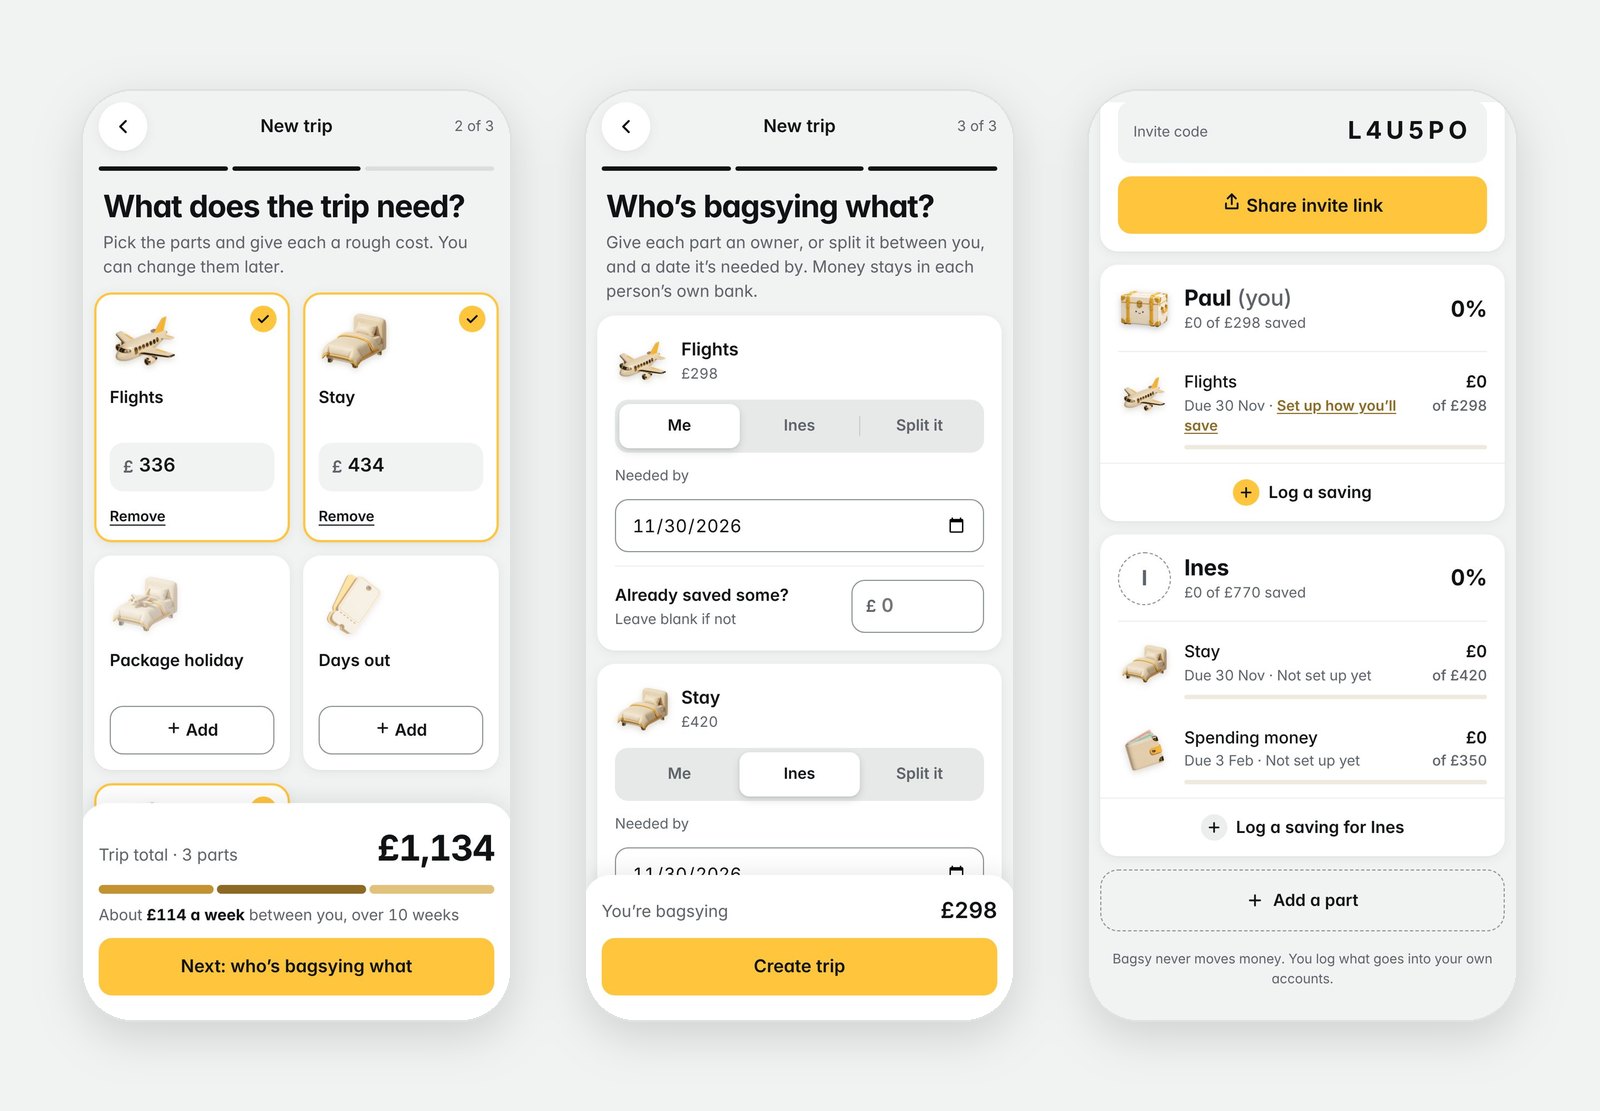 New trip
2 of 3
What does the trip need?
Pick the parts and give each a rough cost. You
can change them later.
Flights
£ 336
Remove
Stay
£ 434
Remove
Package holiday
+ Add
Days out
+ Add
Trip total · 3 parts
£1,134
About £114 a week between you, over 10 weeks
Next: who’s bagsying what
New trip
3 of 3
Who’s bagsying what?
Give each part an owner, or split it between you,
and a date it’s needed by. Money stays in each
person’s own bank.
Flights
£298
Me
Ines
Split it
Needed by
11/30/2026
Already saved some?
Leave blank if not
£ 0
Stay
£420
Me
Ines
Split it
Needed by
11/30/2026
You’re bagsying
£298
Create trip
Invite code
L4U5PO
Share invite link
Paul (you)
£0 of £298 saved
0%
Flights
£0
Due 30 Nov · Set up how you’ll
save
of £298
+ Log a saving
I
Ines
£0 of £770 saved
0%
Stay
£0
Due 30 Nov · Not set up yet
of £420
Spending money
£0
Due 3 Feb · Not set up yet
of £350
+ Log a saving for Ines
+ Add a part
Bagsy never moves money. You log what goes into your own
accounts.